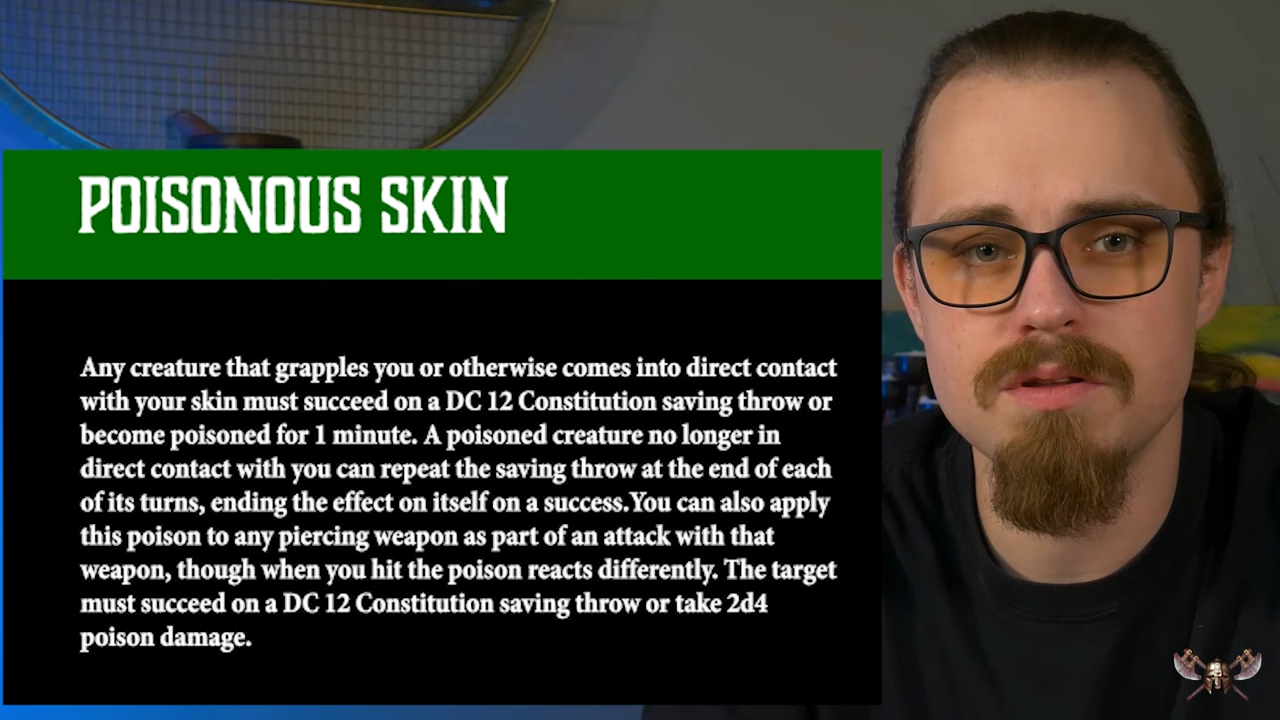 POISONOUS SKIN
Any creature that grapples you or otherwise comes into direct contact
with your skin must succeed on a DC 12 Constitution saving throw or
become poisoned for 1 minute. A poisoned creature no longer in
direct contact with you can repeat the saving throw at the end of each
of its turns, ending the effect on itself on a success.You can also apply
this poison to any piercing weapon as part of an attack with that
weapon, though when you hit the poison reacts differently. The target
must succeed on a DC 12 Constitution saving throw or take 2d4
poison damage.